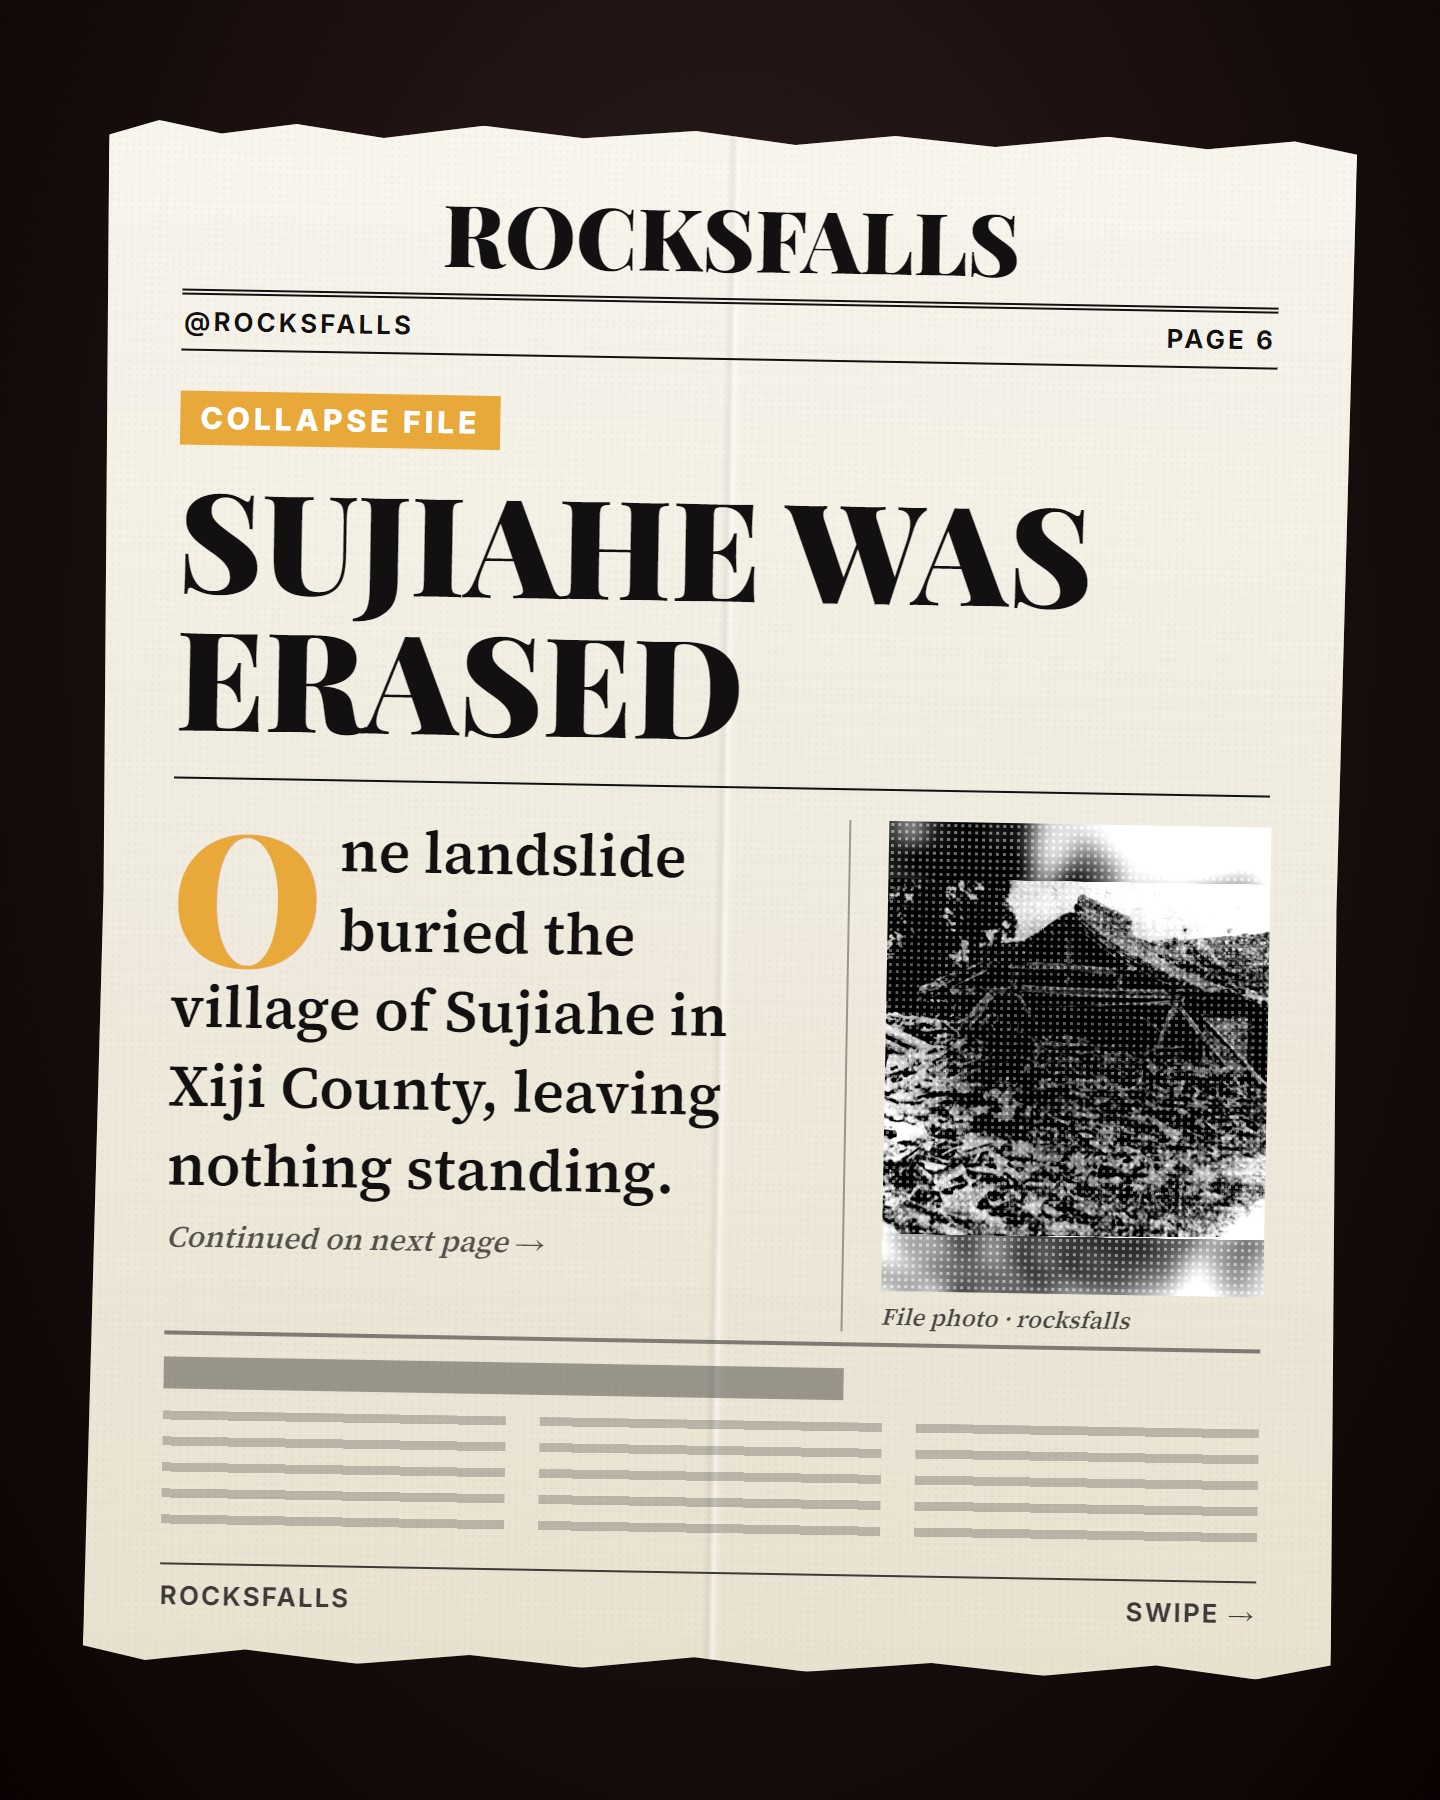 ROCKSFALLS
@ROCKSFALLS
PAGE 6
COLLAPSE FILE
SUJIAHE WAS
ERASED
One landslide
buried the
village of Sujiahe in
Xiji County, leaving
nothing standing.
Continued on next page →
File photo · rocksfalls
ROCKSFALLS
SWIPE →